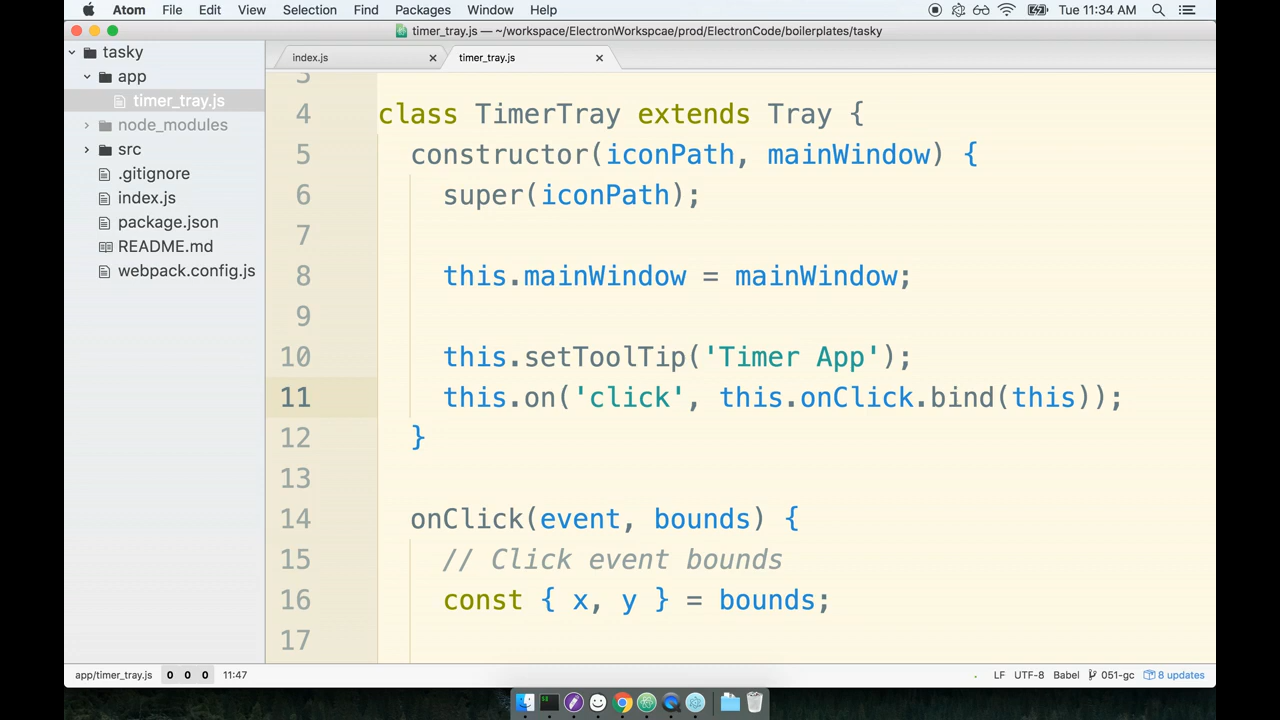 Atom File Edit View Selection Find Packages Window Help Tue 11:34 AM
timer_tray.js — ~/workspace/ElectronWorkspcae/prod/ElectronCode/boilerplates/tasky
tasky
app
timer_tray.js
node_modules
src
.gitignore
index.js
package.json
README.md
webpack.config.js
index.js timer_tray.js
3
4 class TimerTray extends Tray {
5 constructor(iconPath, mainWindow) {
6 super(iconPath);
7
8 this.mainWindow = mainWindow;
9
10 this.setToolTip('Timer App');
11 this.on('click', this.onClick.bind(this));
12 }
13
14 onClick(event, bounds) {
15 // Click event bounds
16 const { x, y } = bounds;
17
app/timer_tray.js 0 0 0 11:47 LF UTF-8 Babel 051-gc 8 updates